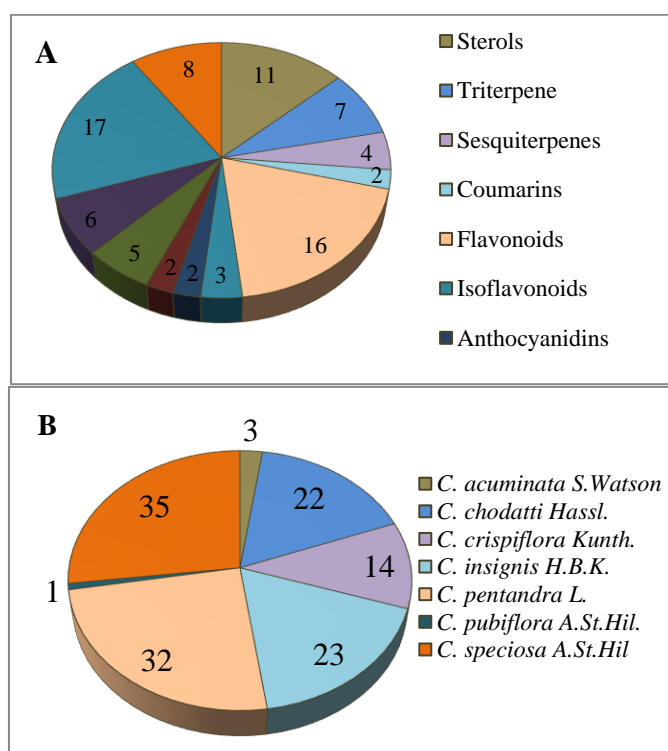 A
8
11
7
4
2
16
3
2
2
5
6
17
Sterols
Triterpene
Sesquiterpenes
Coumarins
Flavonoids
Isoflavonoids
Anthocyanidins
B
3
22
14
23
32
1
35
C. acuminata S.Watson
C. chodatti Hassl.
C. crispiflora Kunth.
C. insignis H.B.K.
C. pentandra L.
C. pubiflora A.St.Hil.
C. speciosa A.St.Hil